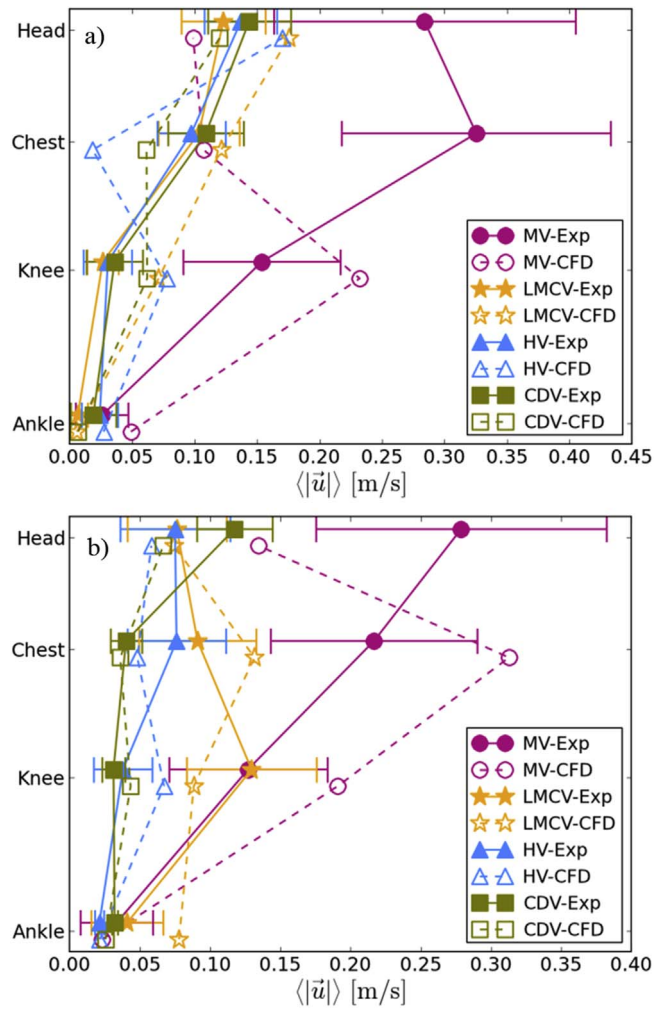 a)
Head
Chest
Knee
Ankle
MV-Exp
MV-CFD
LMCV-Exp
LMCV-CFD
HV-Exp
HV-CFD
CDV-Exp
CDV-CFD
0.00 0.05 0.10 0.15 0.20 0.25 0.30 0.35 0.40 0.45
⟨|u⃗|⟩ [m/s]
b)
Head
Chest
Knee
Ankle
MV-Exp
MV-CFD
LMCV-Exp
LMCV-CFD
HV-Exp
HV-CFD
CDV-Exp
CDV-CFD
0.00 0.05 0.10 0.15 0.20 0.25 0.30 0.35 0.40
⟨|u⃗|⟩ [m/s]